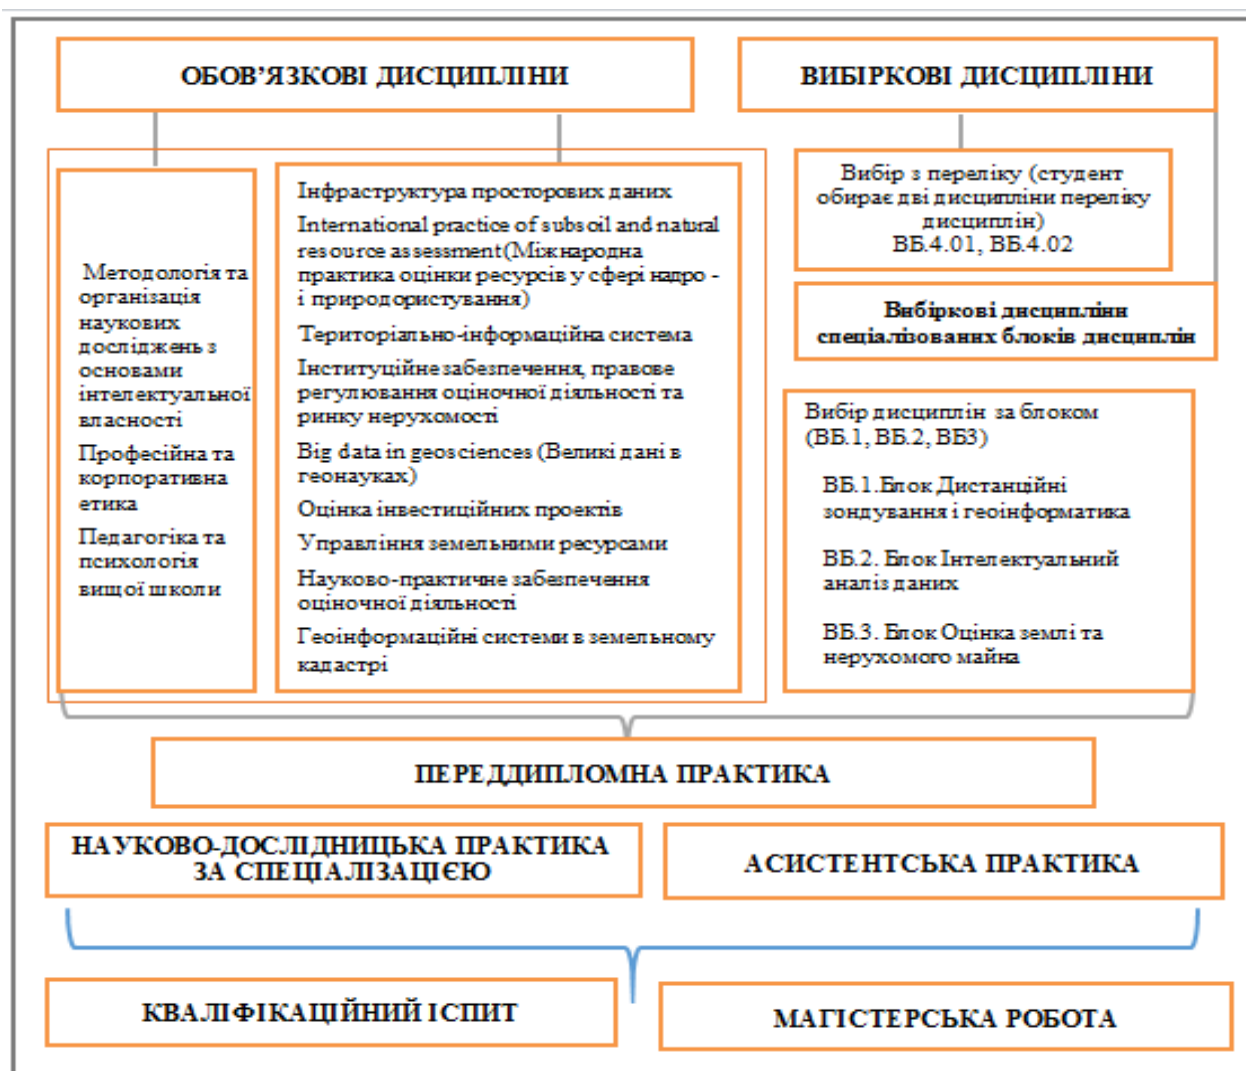 ОБОВ’ЯЗКОВІ ДИСЦИПЛІНИ
Методологія та
організація
наукових
досліджень з
основами
інтелектуальної
власності
Професійна та
корпоративна
етика
Педагогіка та
психологія
вищої школи
Інфраструктура просторових даних
International practice of subsoil and natural
resource assessment(Міжнародна
практика оцінки ресурсів у сфері надро -
і природористування)
Територіально-інформаційна система
Інституційне забезпечення, правове
регулювання оціночної діяльності та
ринку нерухомості
Big data in geosciences (Великі дані в
геонауках)
Оцінка інвестиційних проектів
Управління земельними ресурсами
Науково-практичне забезпечення
оціночної діяльності
Геоінформаційні системи в земельному
кадастрі
ВИБІРКОВІ ДИСЦИПЛІНИ
Вибір з переліку (студент
обирає дві дисципліни переліку
дисциплін)
ВБ.4.01, ВБ.4.02
Вибіркові дисципліни
спеціалізованих блоків дисциплін
Вибір дисциплін за блоком
(ВБ.1, ВБ.2, ВБ3)
ВБ.1.Блок Дистанційні
зондування і геоінформатика
ВБ.2. Блок Інтелектуальний
аналіз даних
ВБ.3. Блок Оцінка землі та
нерухомого майна
ПЕРЕДДИПЛОМНА ПРАКТИКА
НАУКОВО-ДОСЛІДНИЦЬКА ПРАКТИКА
ЗА СПЕЦІАЛІЗАЦІЄЮ
АСИСТЕНТСЬКА ПРАКТИКА
КВАЛІФІКАЦІЙНИЙ ІСПИТ
МАГІСТЕРСЬКА РОБОТА